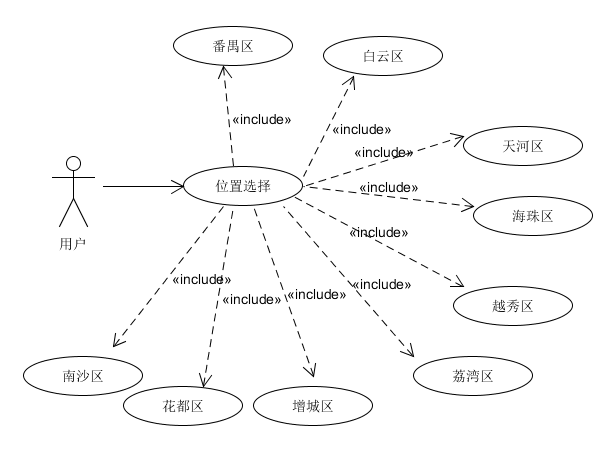 番禺区
白云区
«include»
«include»
天河区
«include»
位置选择
«include»
海珠区
用户
«include»
«include»
«include»
«include»
«include»
越秀区
南沙区
花都区
增城区
荔湾区